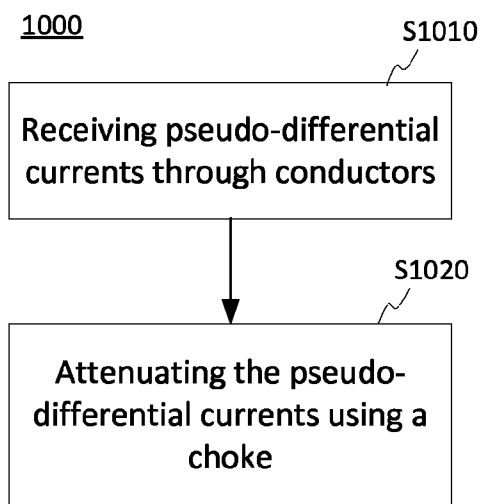 1000
S1010
Receiving pseudo-differential
currents through conductors
S1020
Attenuating the pseudo-
differential currents using a
choke